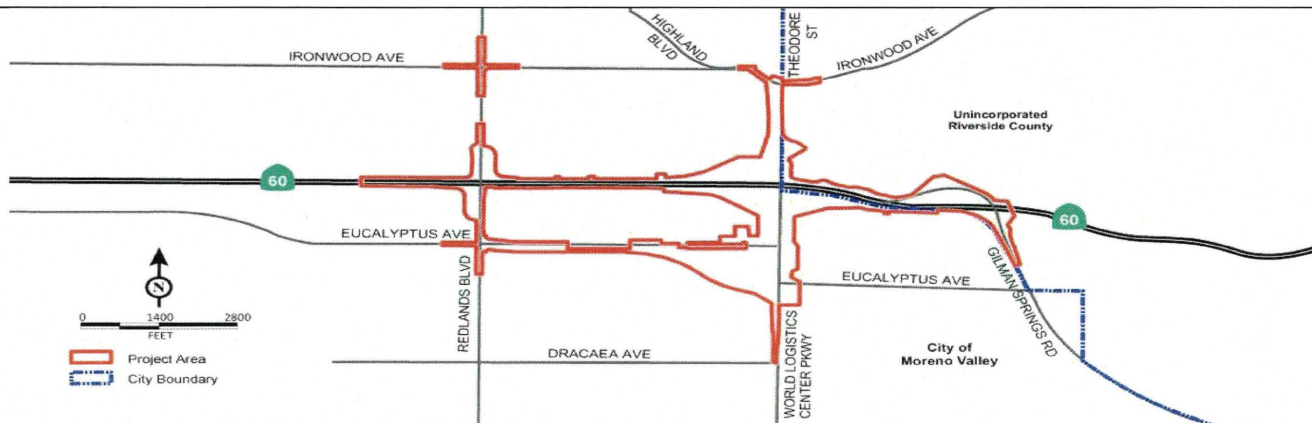 HIGHLAND
BLVD
THEODORE
ST
IRONWOOD AVE
IRONWOOD AVE
Unincorporated
Riverside County
60
60
EUCALYPTUS AVE
EUCALYPTUS AVE
GILMAN SPRINGS RD
N
0 1400 2800
FEET
REDLANDS BLVD
Project Area
City Boundary
DRACAEA AVE
WORLD LOGISTICS
CENTER PKWY
City of
Moreno Valley